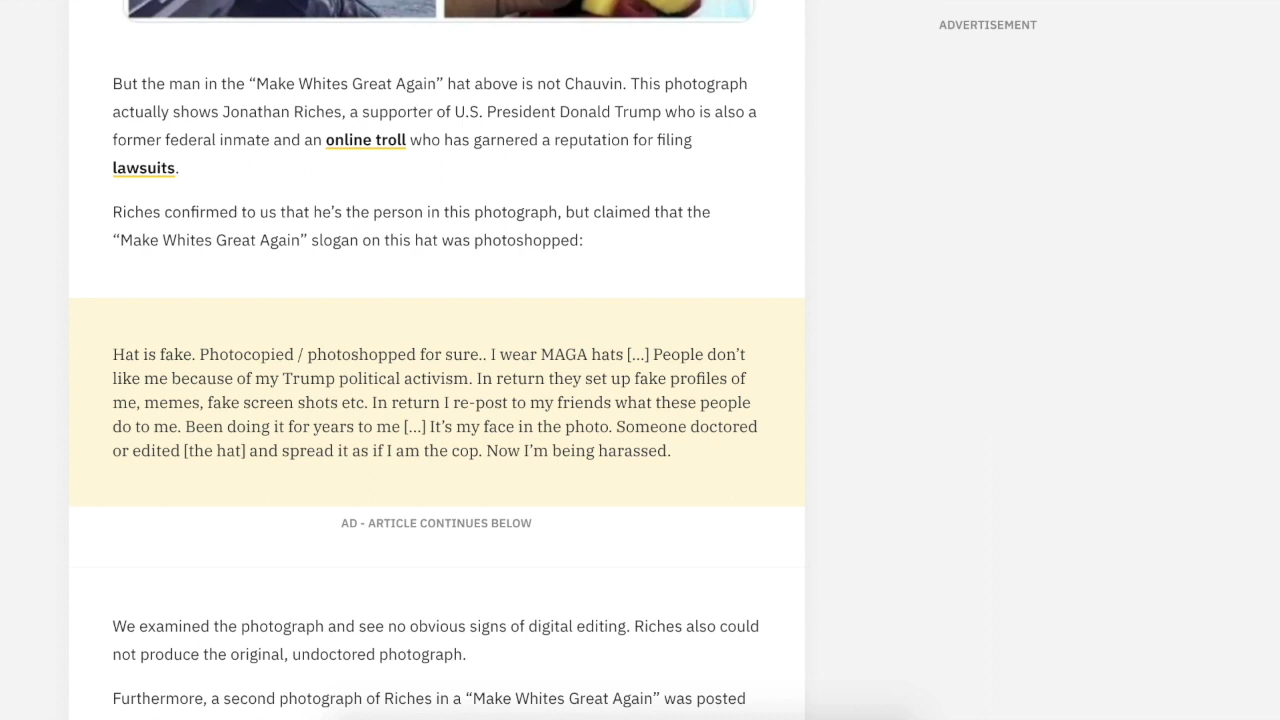 ADVERTISEMENT
But the man in the “Make Whites Great Again” hat above is not Chauvin. This photograph
actually shows Jonathan Riches, a supporter of U.S. President Donald Trump who is also a
former federal inmate and an online troll who has garnered a reputation for filing
lawsuits.
Riches confirmed to us that he’s the person in this photograph, but claimed that the
“Make Whites Great Again” slogan on this hat was photoshopped:
Hat is fake. Photocopied / photoshopped for sure.. I wear MAGA hats [...] People don’t
like me because of my Trump political activism. In return they set up fake profiles of
me, memes, fake screen shots etc. In return I re-post to my friends what these people
do to me. Been doing it for years to me [...] It’s my face in the photo. Someone doctored
or edited [the hat] and spread it as if I am the cop. Now I’m being harassed.
AD - ARTICLE CONTINUES BELOW
We examined the photograph and see no obvious signs of digital editing. Riches also could
not produce the original, undoctored photograph.
Furthermore, a second photograph of Riches in a “Make Whites Great Again” was posted